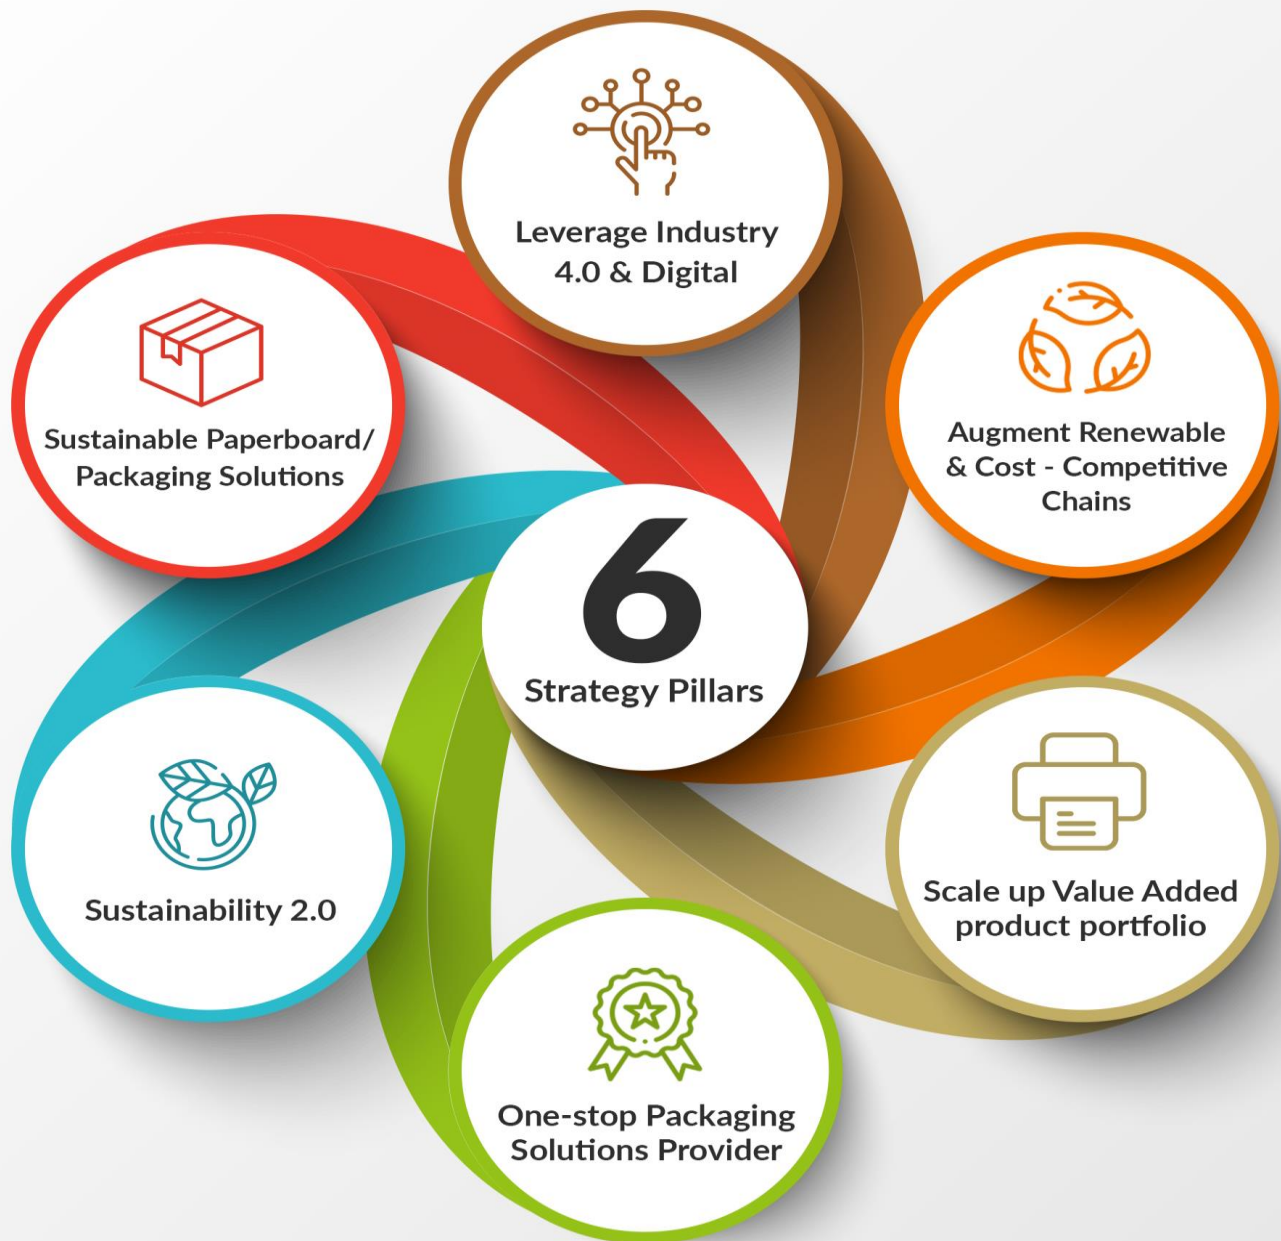 Leverage Industry
4.0 & Digital
Augment Renewable
& Cost - Competitive
Chains
Scale up Value Added
product portfolio
One-stop Packaging
Solutions Provider
Sustainability 2.0
Sustainable Paperboard/
Packaging Solutions
6
Strategy Pillars